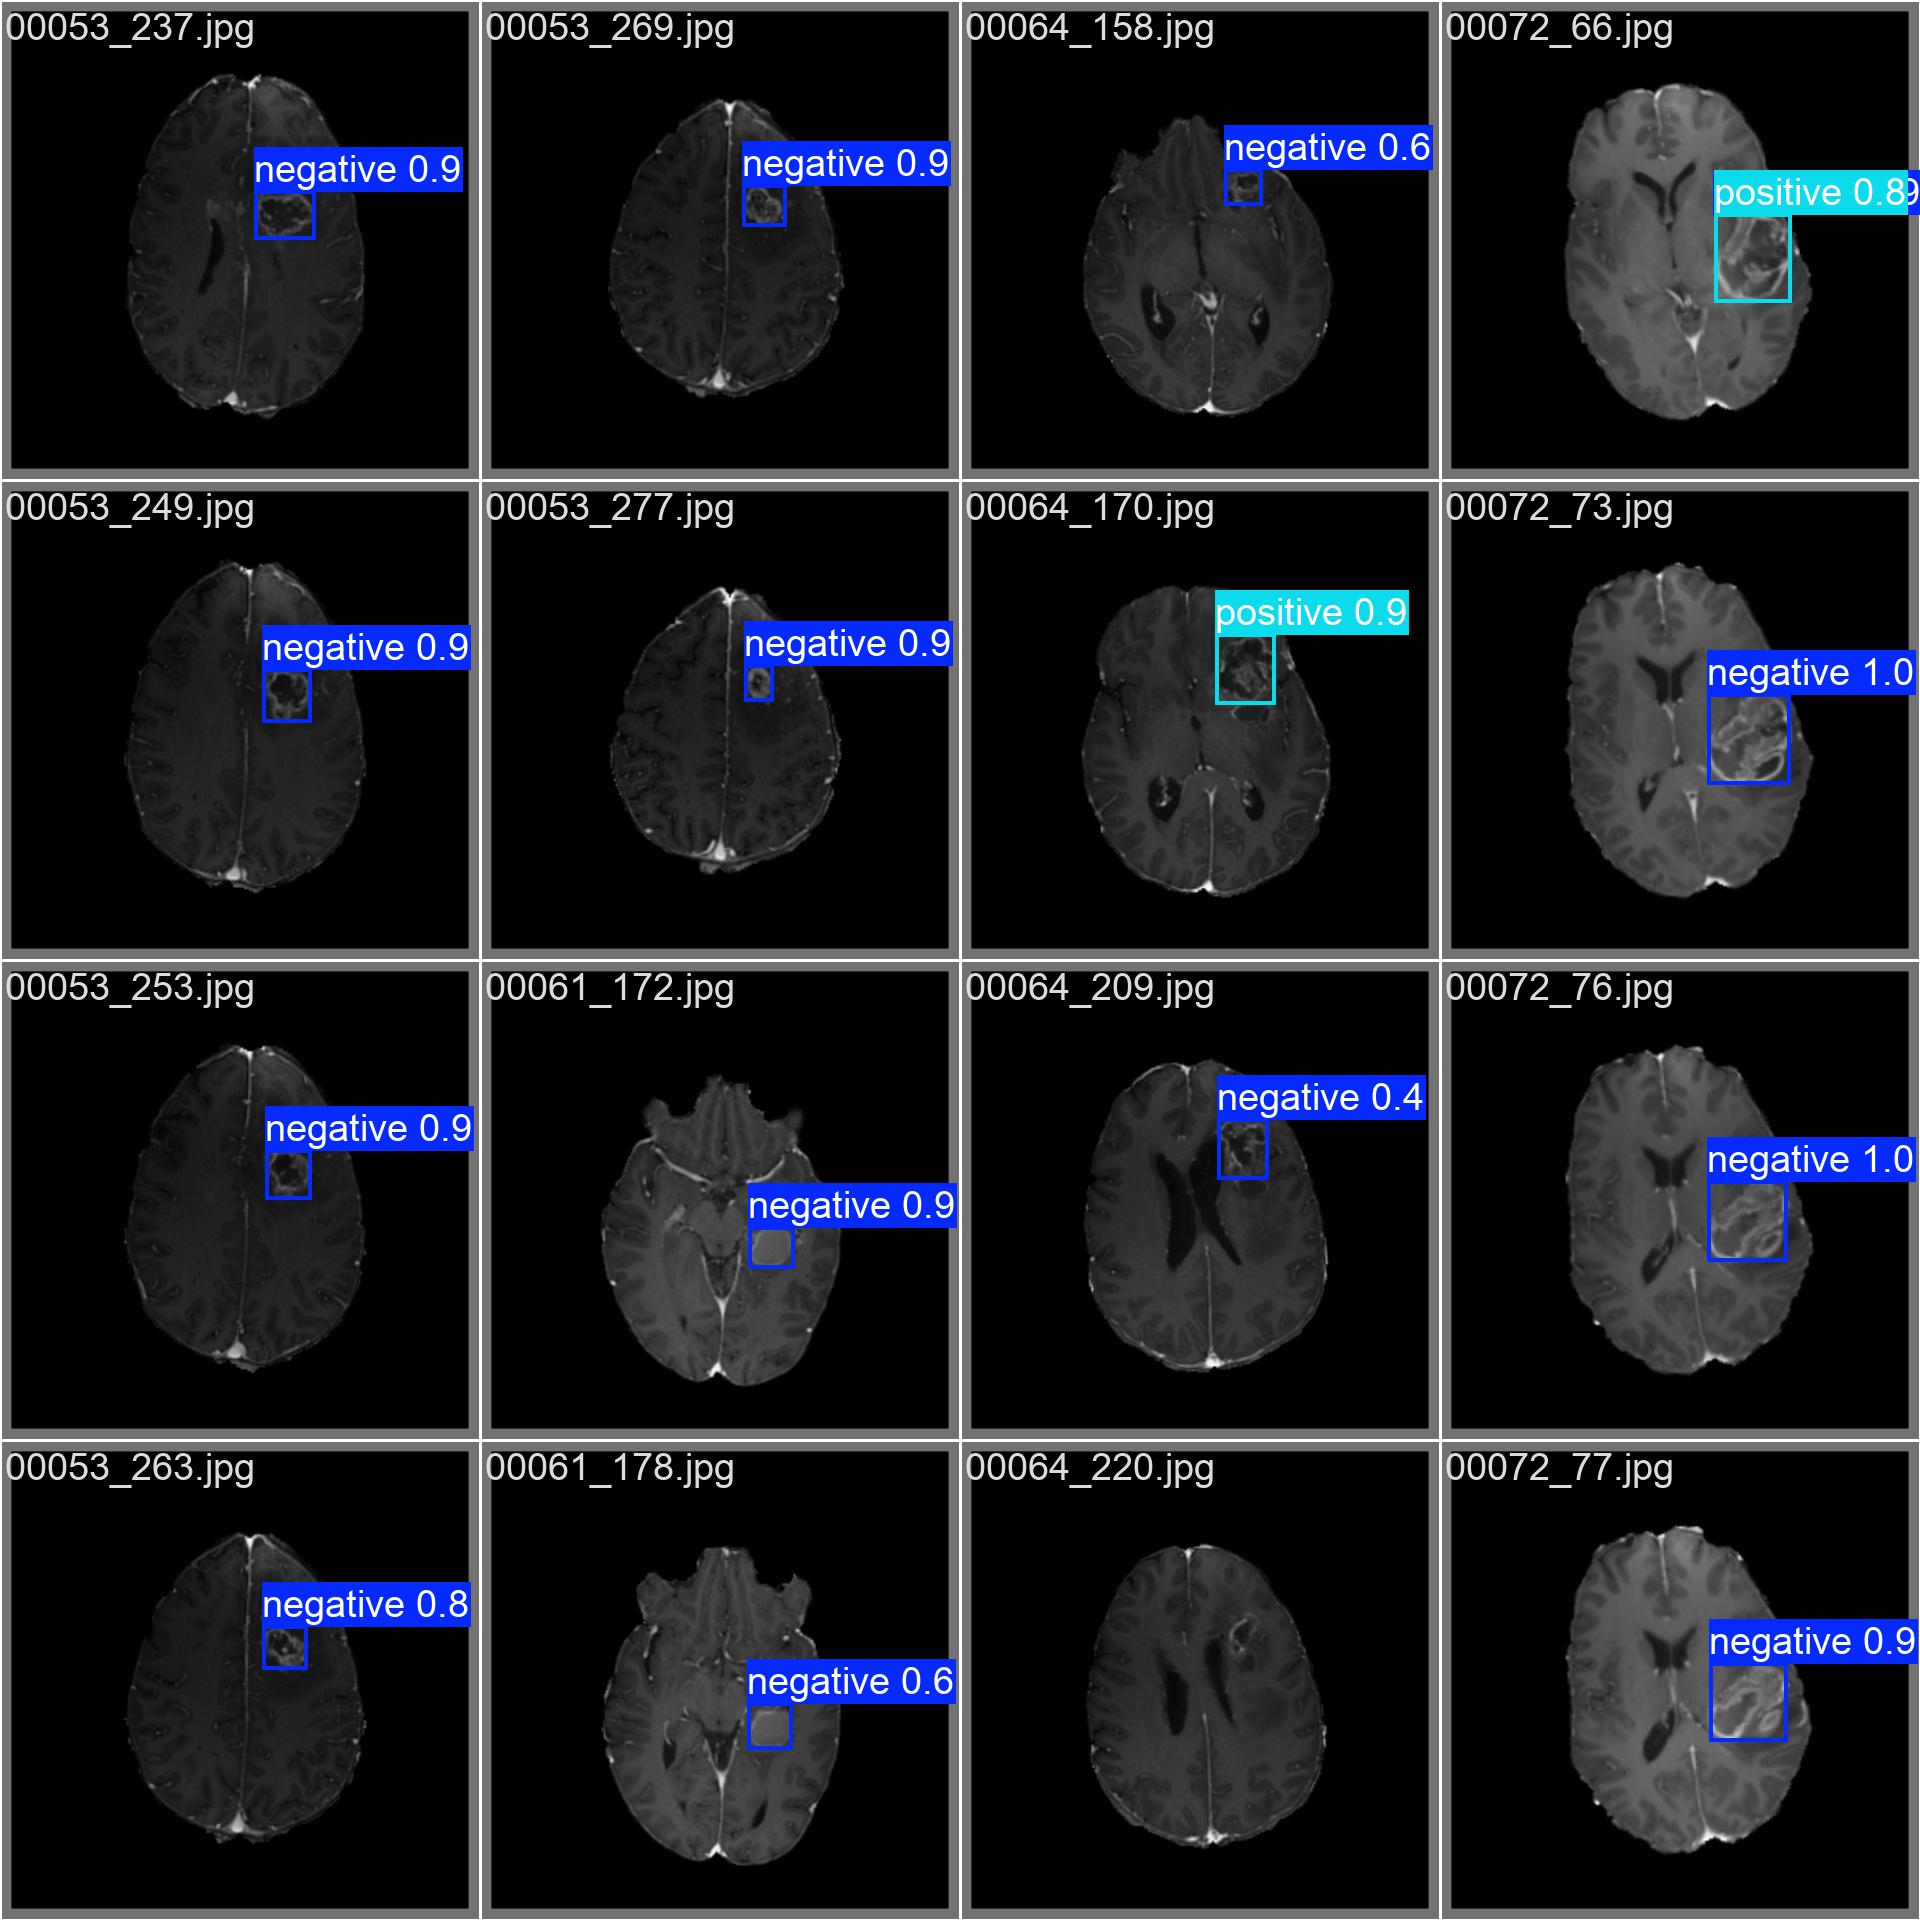 00053_237.jpg
negative 0.9
00053_269.jpg
negative 0.9
00064_158.jpg
negative 0.6
00072_66.jpg
positive 0.8
9
00053_249.jpg
negative 0.9
00053_277.jpg
negative 0.9
00064_170.jpg
positive 0.9
00072_73.jpg
negative 1.0
00053_253.jpg
negative 0.9
00061_172.jpg
negative 0.9
00064_209.jpg
negative 0.4
00072_76.jpg
negative 1.0
00053_263.jpg
negative 0.8
00061_178.jpg
negative 0.6
00064_220.jpg
00072_77.jpg
negative 0.9